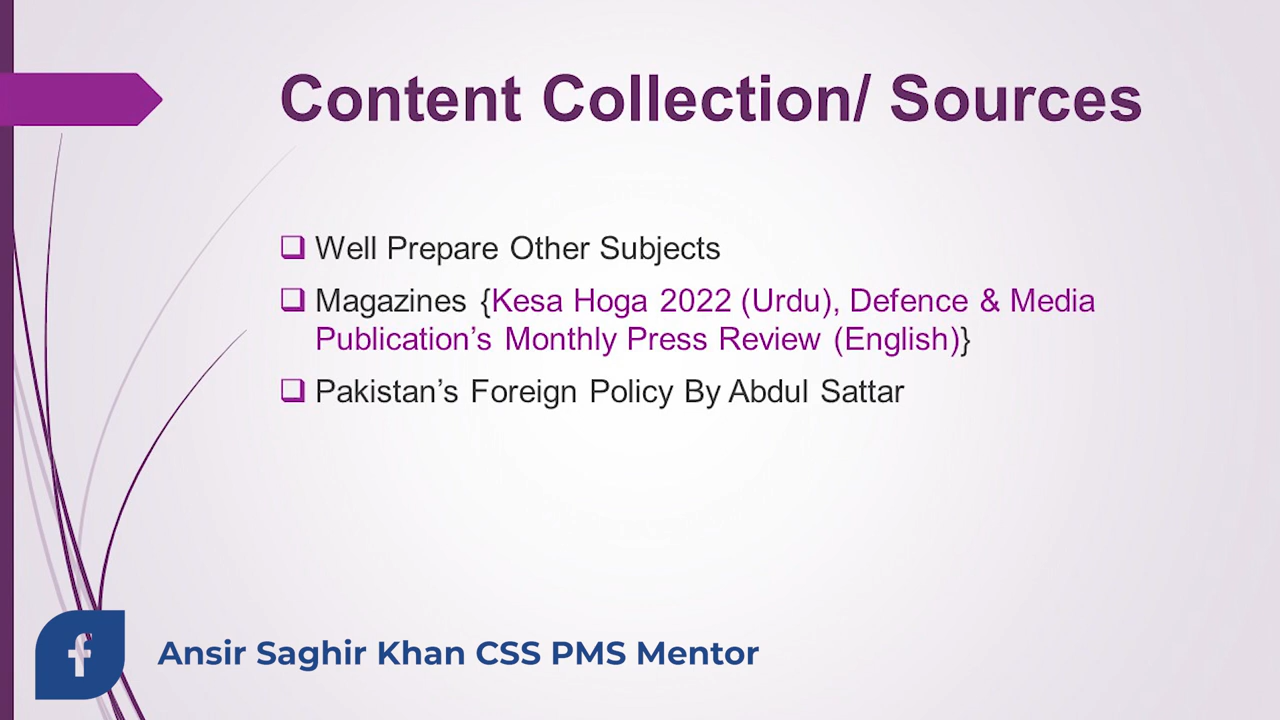 Content Collection/ Sources
Well Prepare Other Subjects
Magazines {Kesa Hoga 2022 (Urdu), Defence & Media
Publication’s Monthly Press Review (English)}
Pakistan’s Foreign Policy By Abdul Sattar
f
Ansir Saghir Khan CSS PMS Mentor